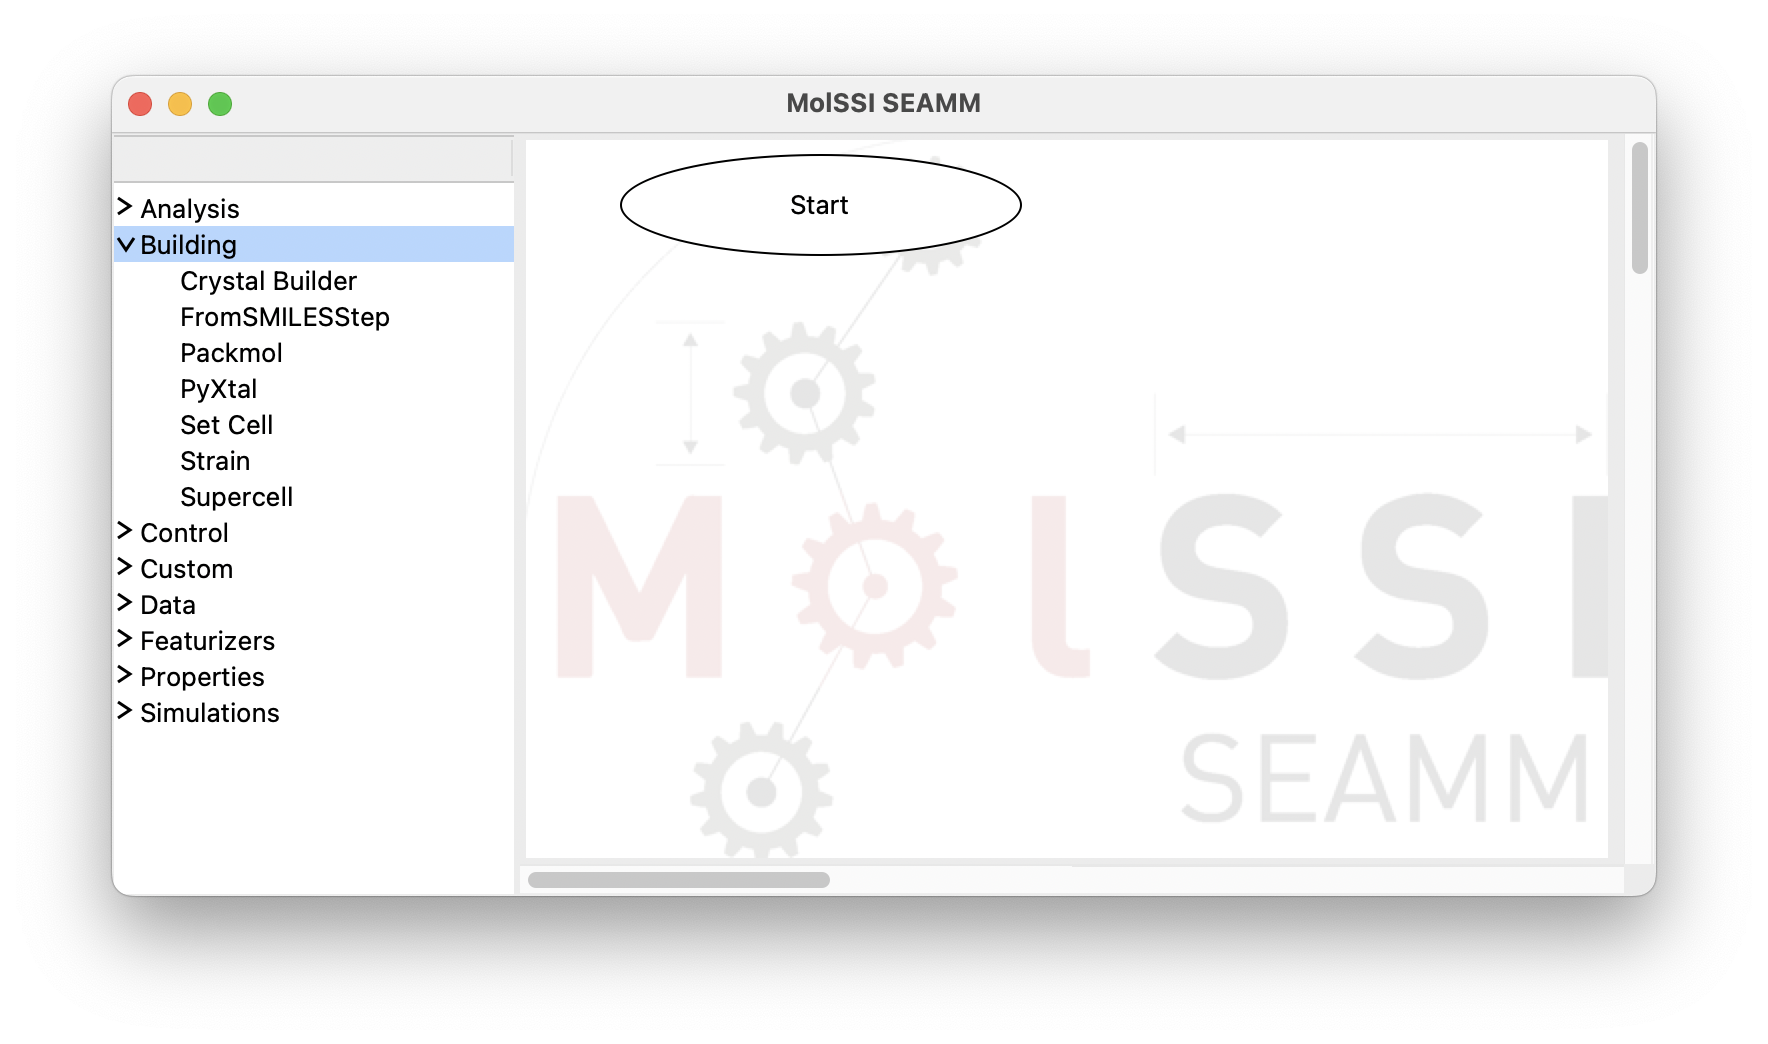 MolSSI SEAMM
Analysis
Building
Crystal Builder
FromSMILESStep
Packmol
PyXtal
Set Cell
Strain
Supercell
Control
Custom
Data
Featurizers
Properties
Simulations
Start
MolSSI
SEAMM